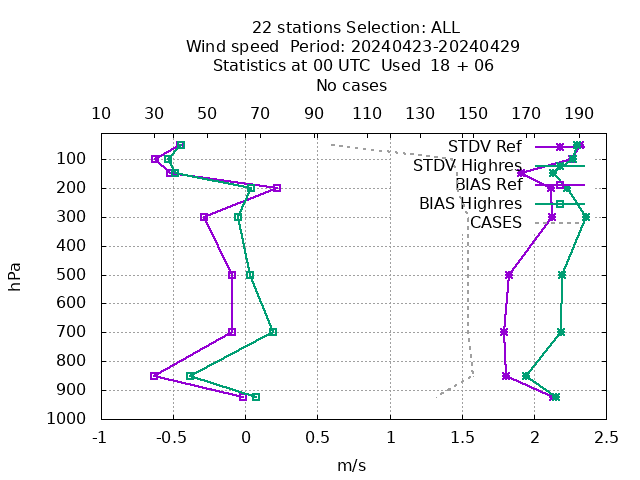 22 stations Selection: ALL
Wind speed  Period: 20240423-20240429
Statistics at 00 UTC  Used  18 + 06
No cases
10 30 50 70 90 110 130 150 170 190
STDV Ref
STDV Highres
BIAS Ref
BIAS Highres
CASES
hPa
100
200
300
400
500
600
700
800
900
1000
-1 -0.5 0 0.5 1 1.5 2 2.5
m/s